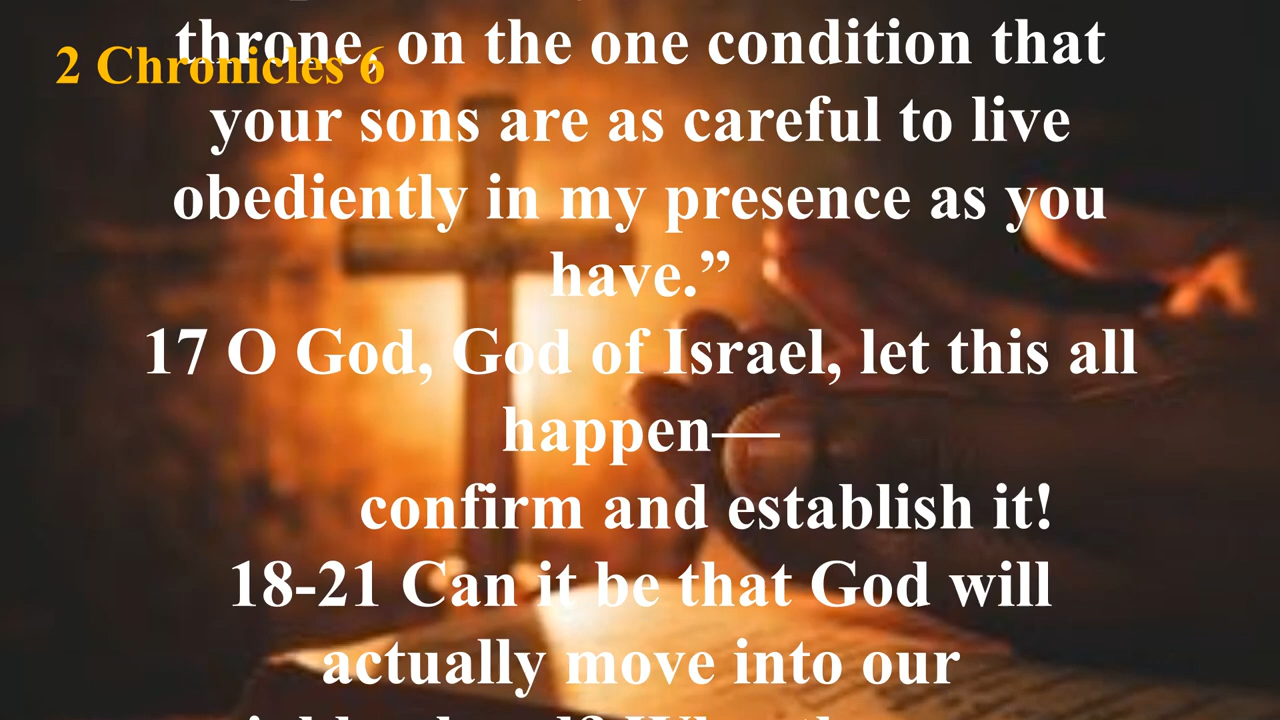 2 Chronicles 6
throne, on the one condition that
your sons are as careful to live
obediently in my presence as you
have.”
17 O God, God of Israel, let this all
happen—
confirm and establish it!
18-21 Can it be that God will
actually move into our